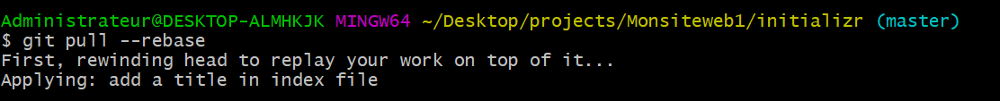 Administrateur@DESKTOP-ALMHKJK MINGW64 ~/Desktop/projects/Monsiteweb1/initializr (master)
$ git pull --rebase
First, rewinding head to replay your work on top of it...
Applying: add a title in index file